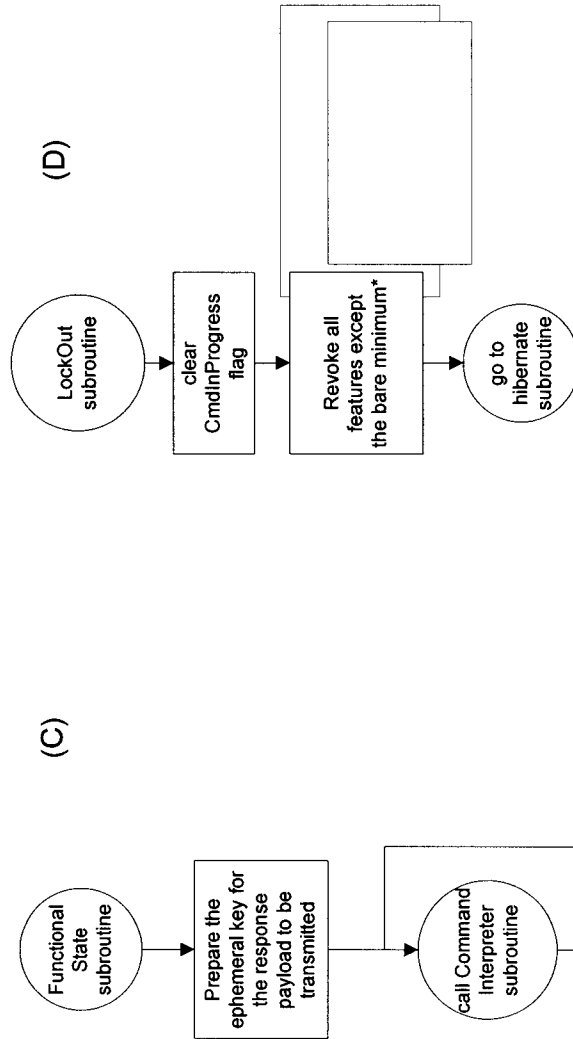 (C)
Functional
State
subroutine
Prepare the
ephemeral key for
the response
payload to be
transmitted
call Command
Interpreter
subroutine
(D)
LockOut
subroutine
clear
CmdInProgress
flag
Revoke all
features except
the bare minimum*
go to
hibernate
subroutine